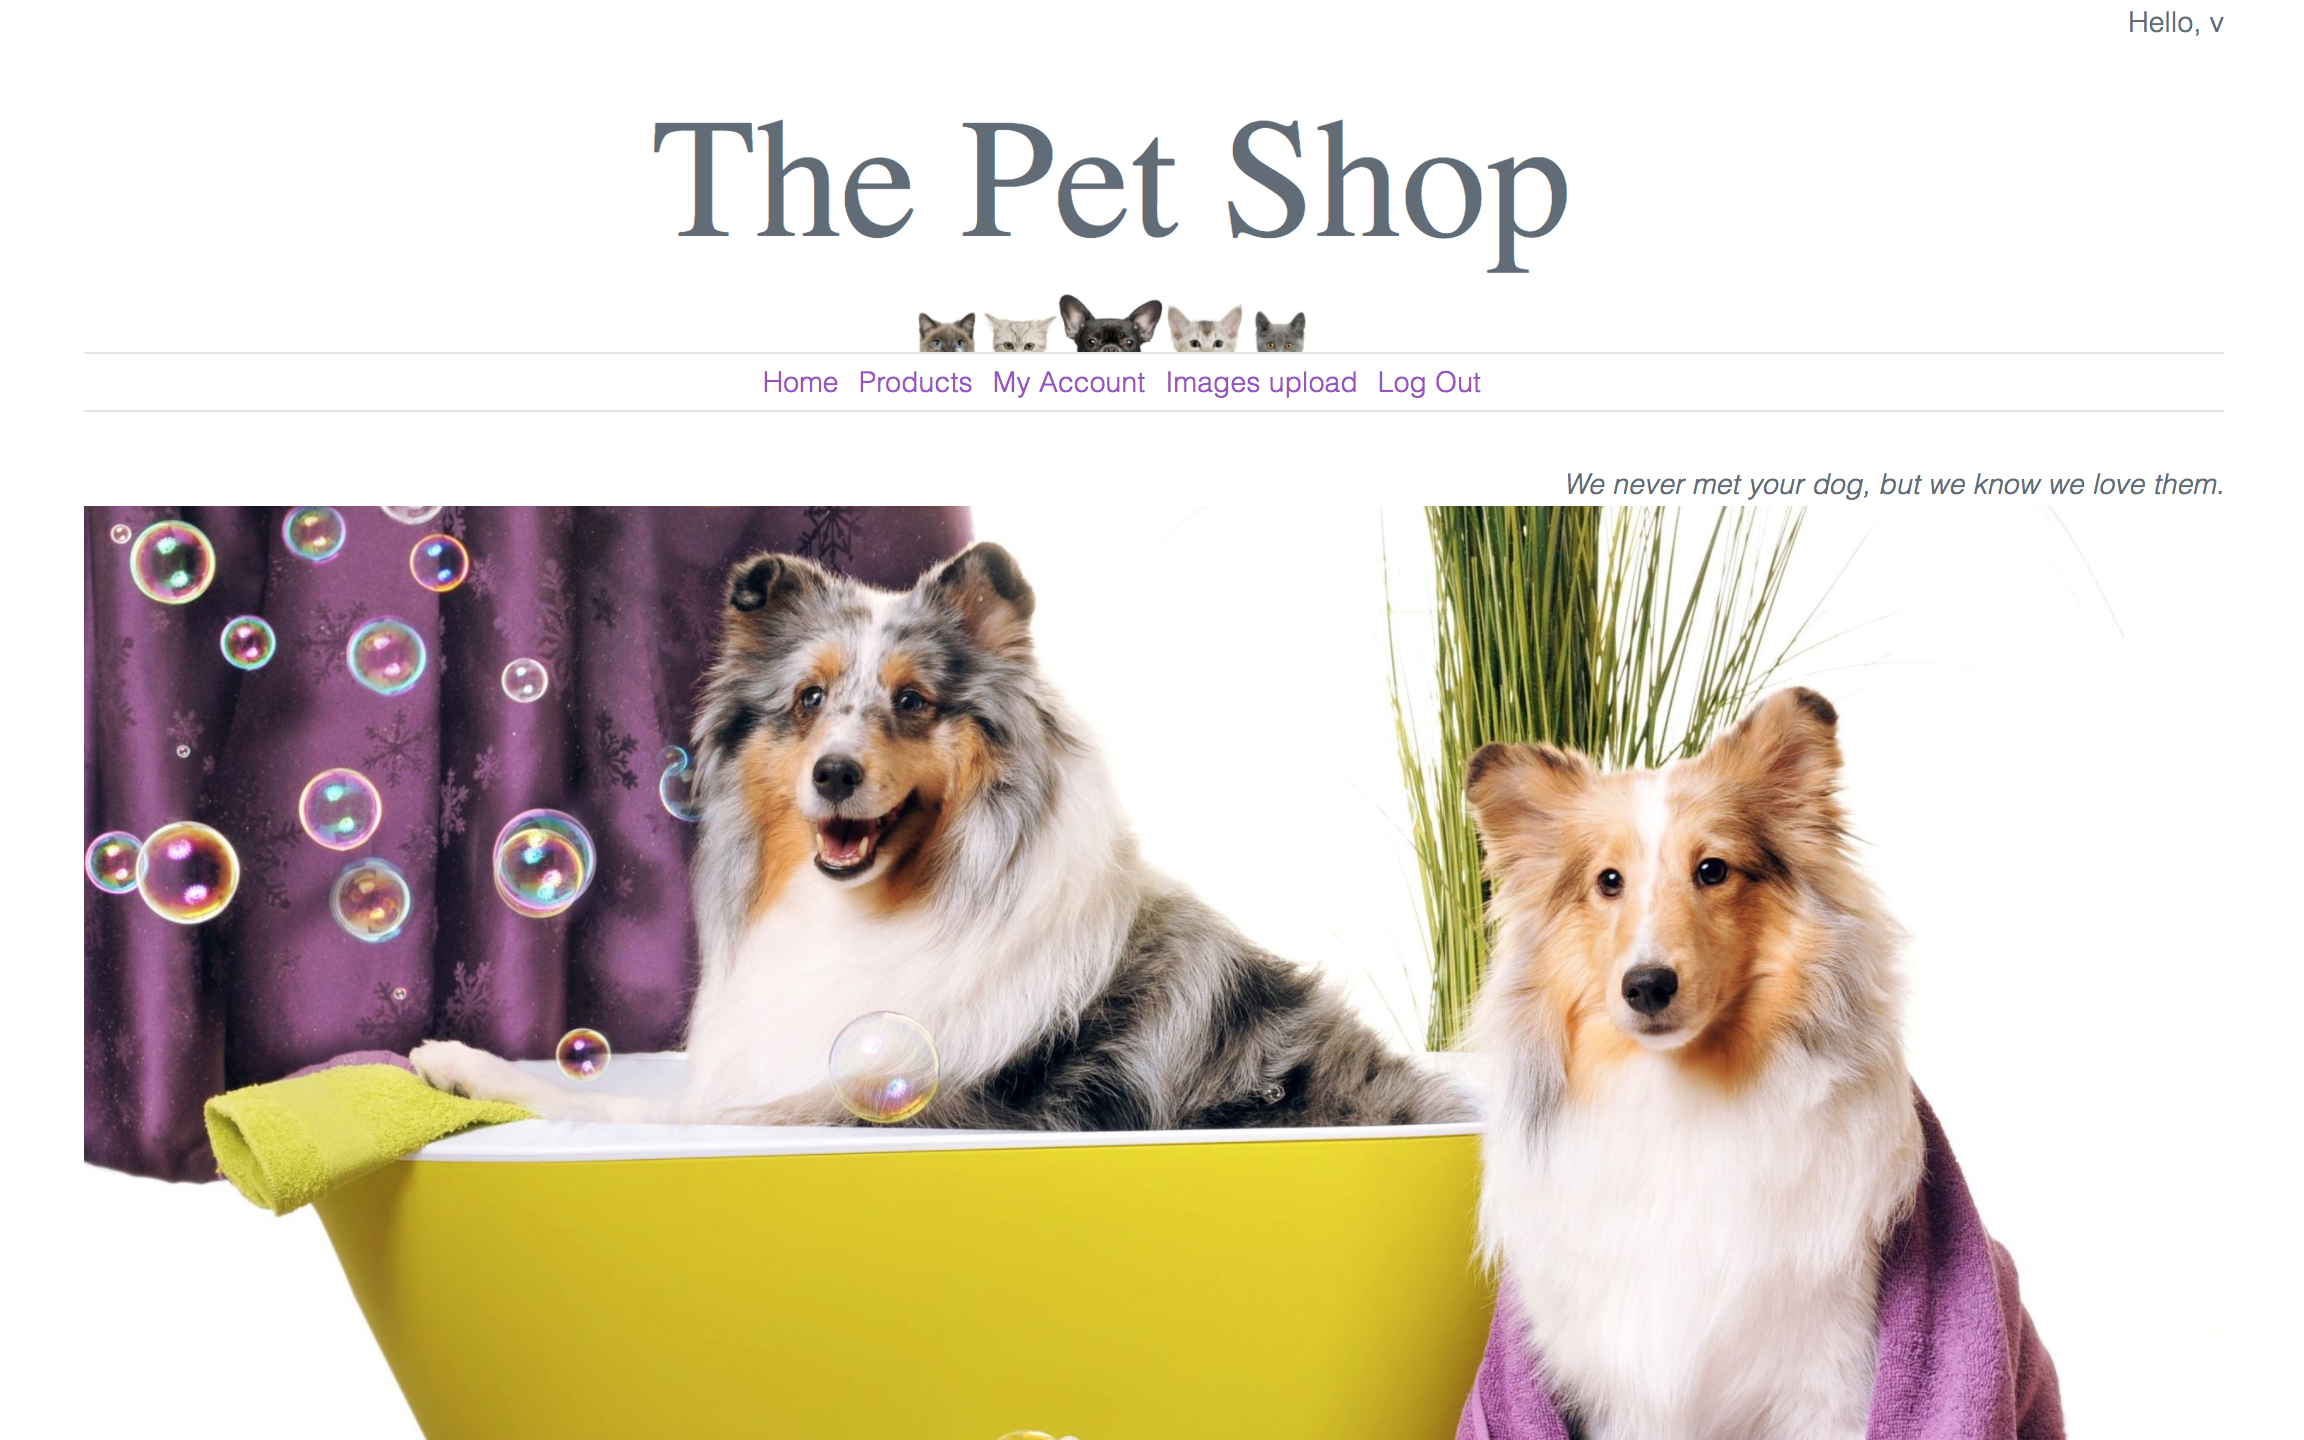 Hello, v
The Pet Shop
Home Products My Account Images upload Log Out
We never met your dog, but we know we love them.